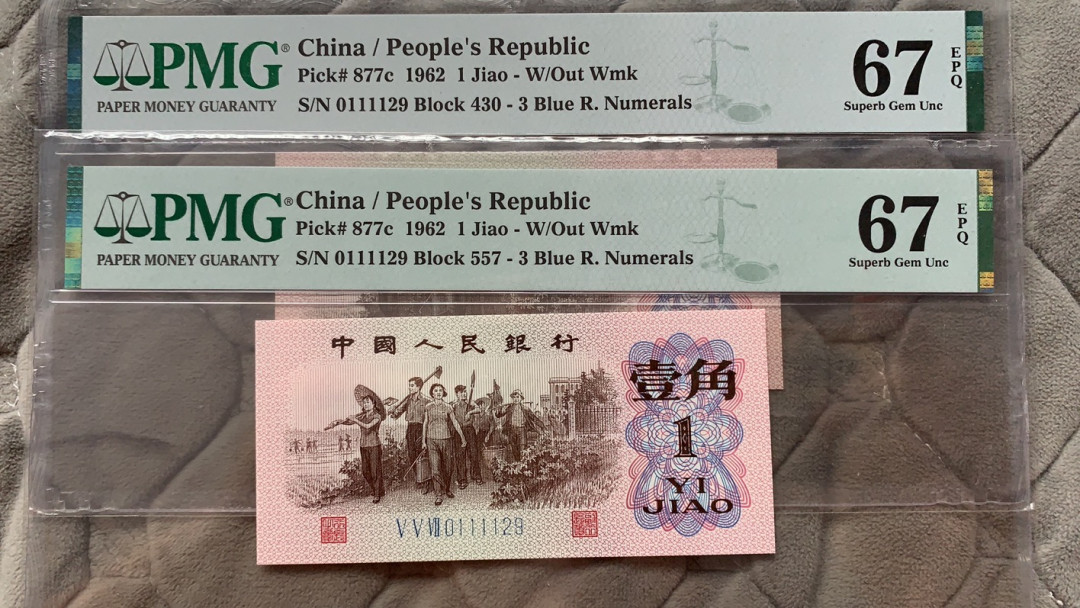 PMG® China / People's Republic
Pick# 877c 1962 1 Jiao - W/Out Wmk
PAPER MONEY GUARANTY S/N 0111129 Block 430 - 3 Blue R. Numerals
67 EPQ
Superb Gem Unc
PMG® China / People's Republic
Pick# 877c 1962 1 Jiao - W/Out Wmk
PAPER MONEY GUARANTY S/N 0111129 Block 557 - 3 Blue R. Numerals
67 EPQ
Superb Gem Unc
中國人民銀行
壹角
1
YI
JIAO
V V VII 0111129